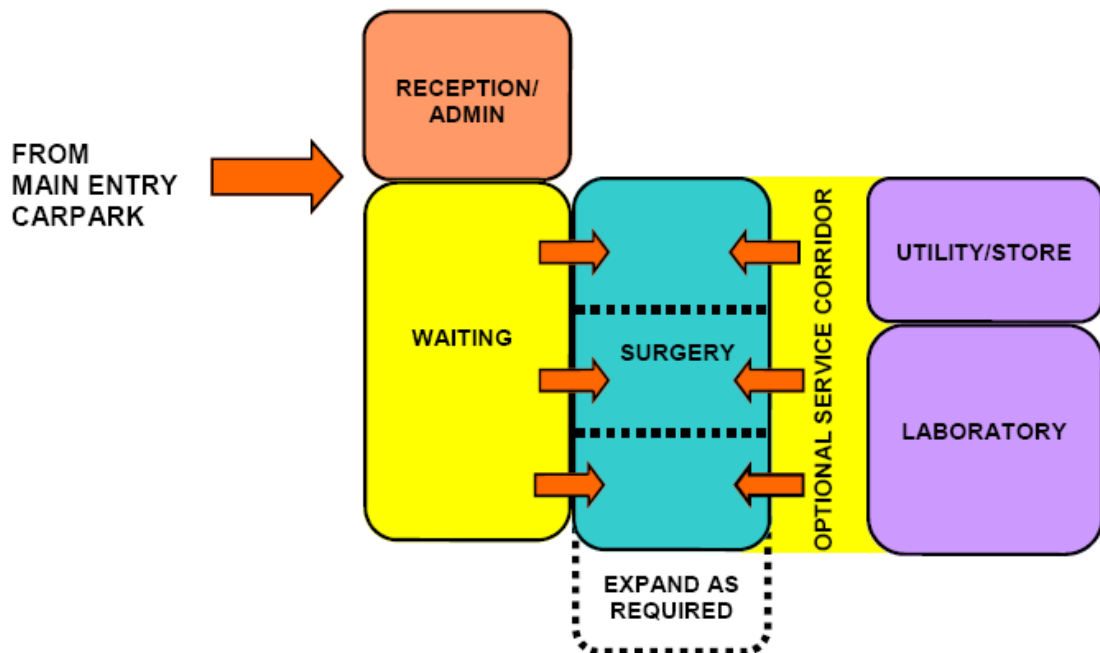 RECEPTION/
ADMIN
FROM
MAIN ENTRY
CARPARK
WAITING
SURGERY
OPTIONAL SERVICE CORRIDOR
UTILITY/STORE
LABORATORY
EXPAND AS
REQUIRED